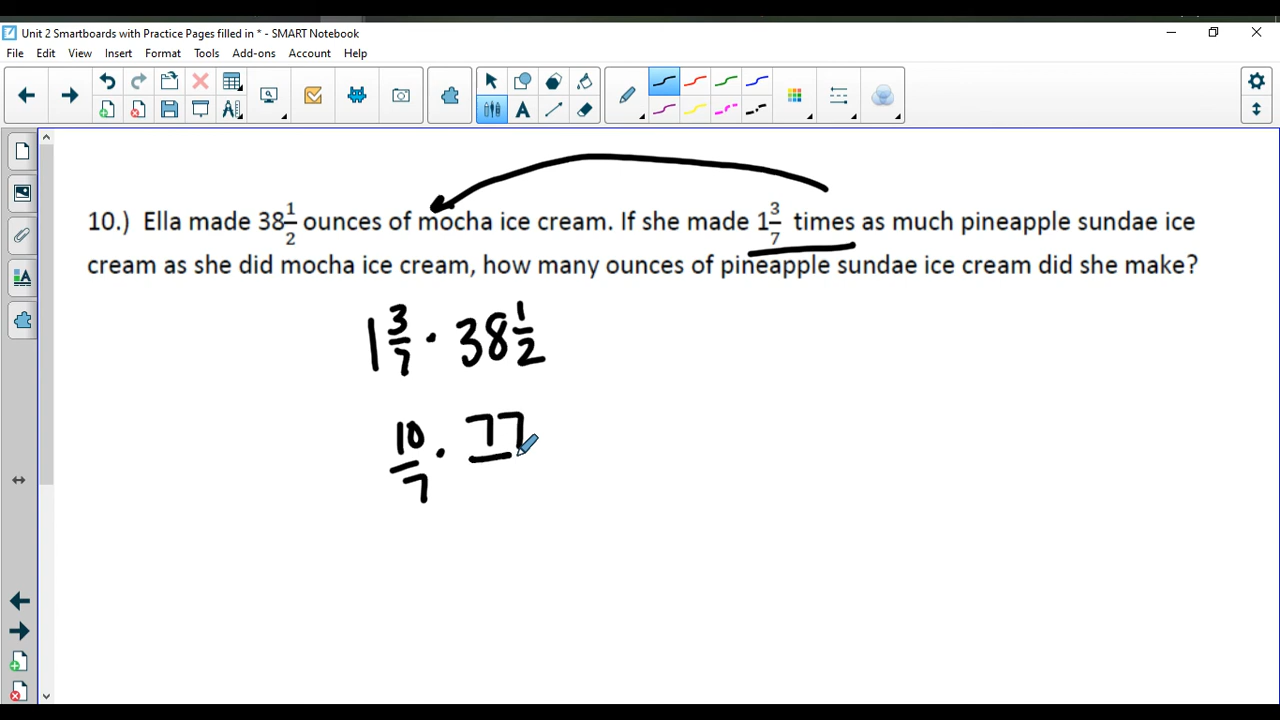 Unit 2 Smartboards with Practice Pages filled in * - SMART Notebook
File Edit View Insert Format Tools Add-ons Account Help
10.) Ella made 38 1/2 ounces of mocha ice cream. If she made 1 3/7 times as much pineapple sundae ice
cream as she did mocha ice cream, how many ounces of pineapple sundae ice cream did she make?
1 3/7 · 38 1/2
10/7 · 77